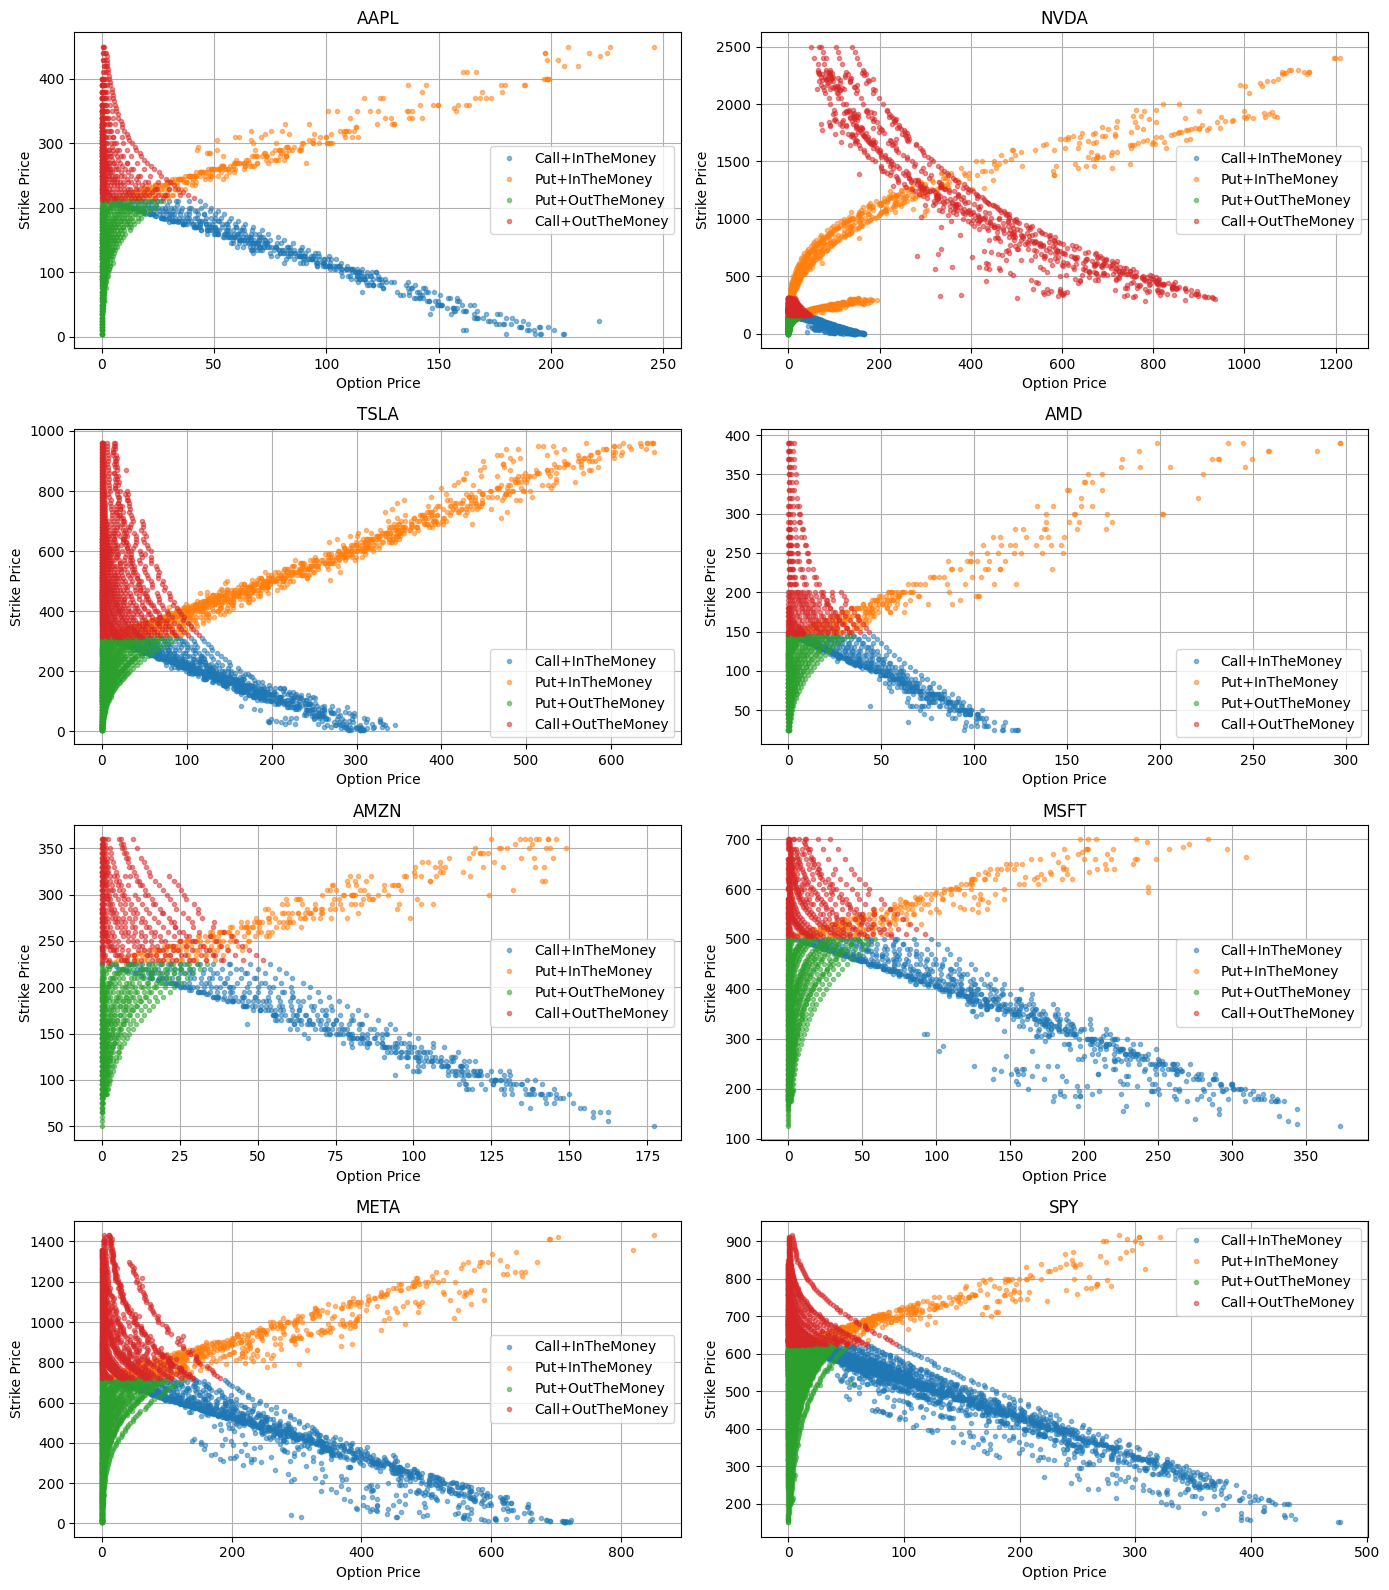 AAPL
Strike Price
400
300
200
100
0
Call+InTheMoney
Put+InTheMoney
Put+OutTheMoney
Call+OutTheMoney
0 50 100 150 200 250
Option Price
NVDA
Strike Price
2500
2000
1500
1000
500
0
Call+InTheMoney
Put+InTheMoney
Put+OutTheMoney
Call+OutTheMoney
0 200 400 600 800 1000 1200
Option Price
TSLA
Strike Price
1000
800
600
400
200
0
Call+InTheMoney
Put+InTheMoney
Put+OutTheMoney
Call+OutTheMoney
0 100 200 300 400 500 600
Option Price
AMD
Strike Price
400
350
300
250
200
150
100
50
Call+InTheMoney
Put+InTheMoney
Put+OutTheMoney
Call+OutTheMoney
0 50 100 150 200 250 300
Option Price
AMZN
Strike Price
350
300
250
200
150
100
50
Call+InTheMoney
Put+InTheMoney
Put+OutTheMoney
Call+OutTheMoney
0 25 50 75 100 125 150 175
Option Price
MSFT
Strike Price
700
600
500
400
300
200
100
Call+InTheMoney
Put+InTheMoney
Put+OutTheMoney
Call+OutTheMoney
0 50 100 150 200 250 300 350
Option Price
META
Strike Price
1400
1200
1000
800
600
400
200
0
Call+InTheMoney
Put+InTheMoney
Put+OutTheMoney
Call+OutTheMoney
0 200 400 600 800
Option Price
SPY
Strike Price
900
800
700
600
500
400
300
200
Call+InTheMoney
Put+InTheMoney
Put+OutTheMoney
Call+OutTheMoney
0 100 200 300 400 500
Option Price